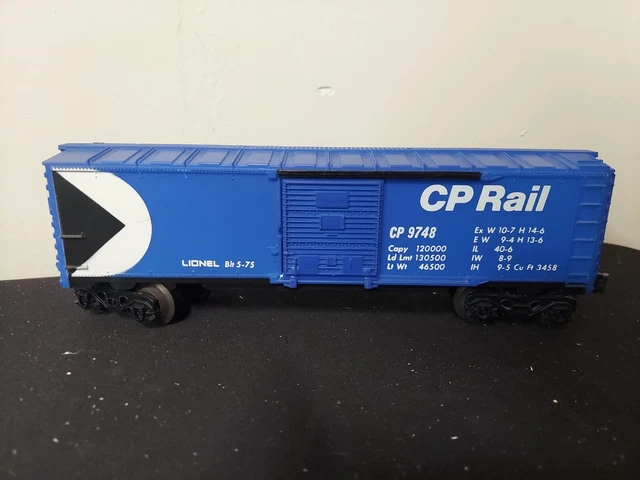 CP Rail
CP 9748
Capy 120000
Ld Lmt 130500
Lt Wt 46500
Ex W 10-7 H 14-6
E W 9-4 H 13-6
IL 40-6
IW 8-9
IH 9-5 Cu Ft 3458
LIONEL Blt 5-75